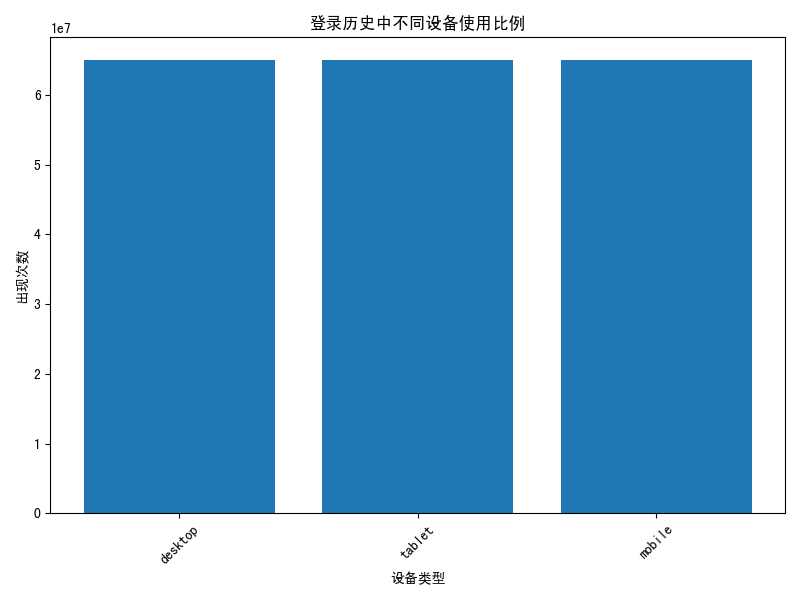 登录历史中不同设备使用比例
1e7
6
5
4
3
2
1
0
出现次数
desktop
tablet
mobile
设备类型